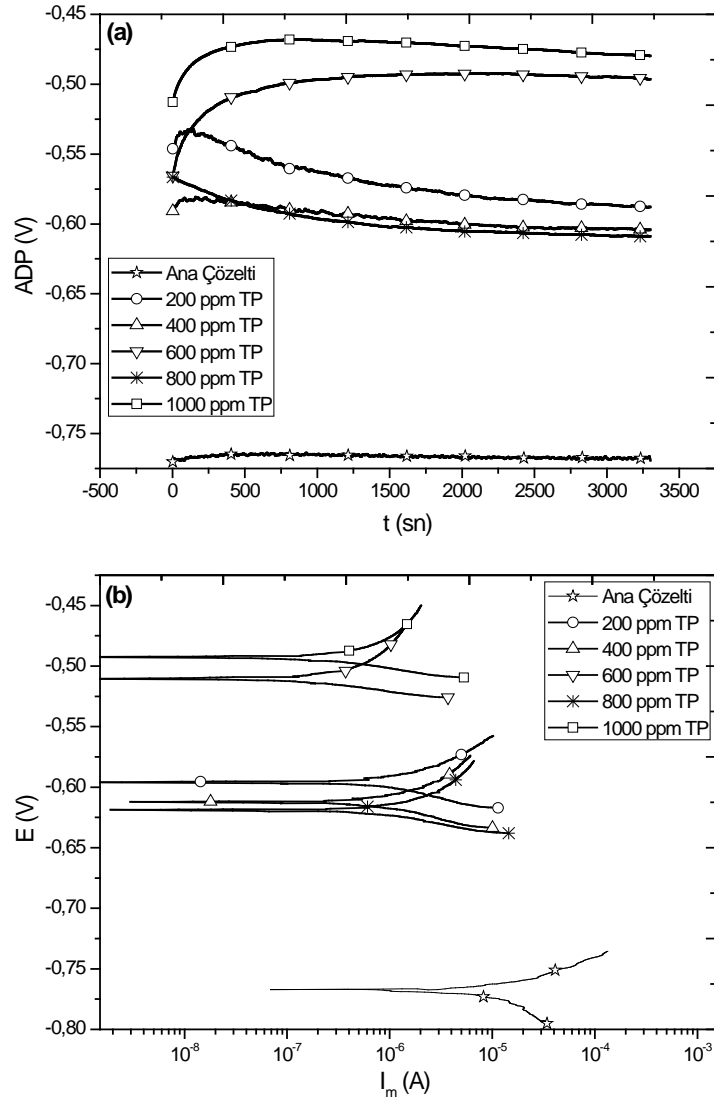 (a)
-0,45
-0,50
-0,55
-0,60
-0,65
-0,70
-0,75
ADP (V)
Ana Çözelti
200 ppm TP
400 ppm TP
600 ppm TP
800 ppm TP
1000 ppm TP
-500 0 500 1000 1500 2000 2500 3000 3500
t (sn)
(b)
-0,45
-0,50
-0,55
-0,60
-0,65
-0,70
-0,75
-0,80
E (V)
Ana Çözelti
200 ppm TP
400 ppm TP
600 ppm TP
800 ppm TP
1000 ppm TP
10^-8 10^-7 10^-6 10^-5 10^-4 10^-3
I_m (A)